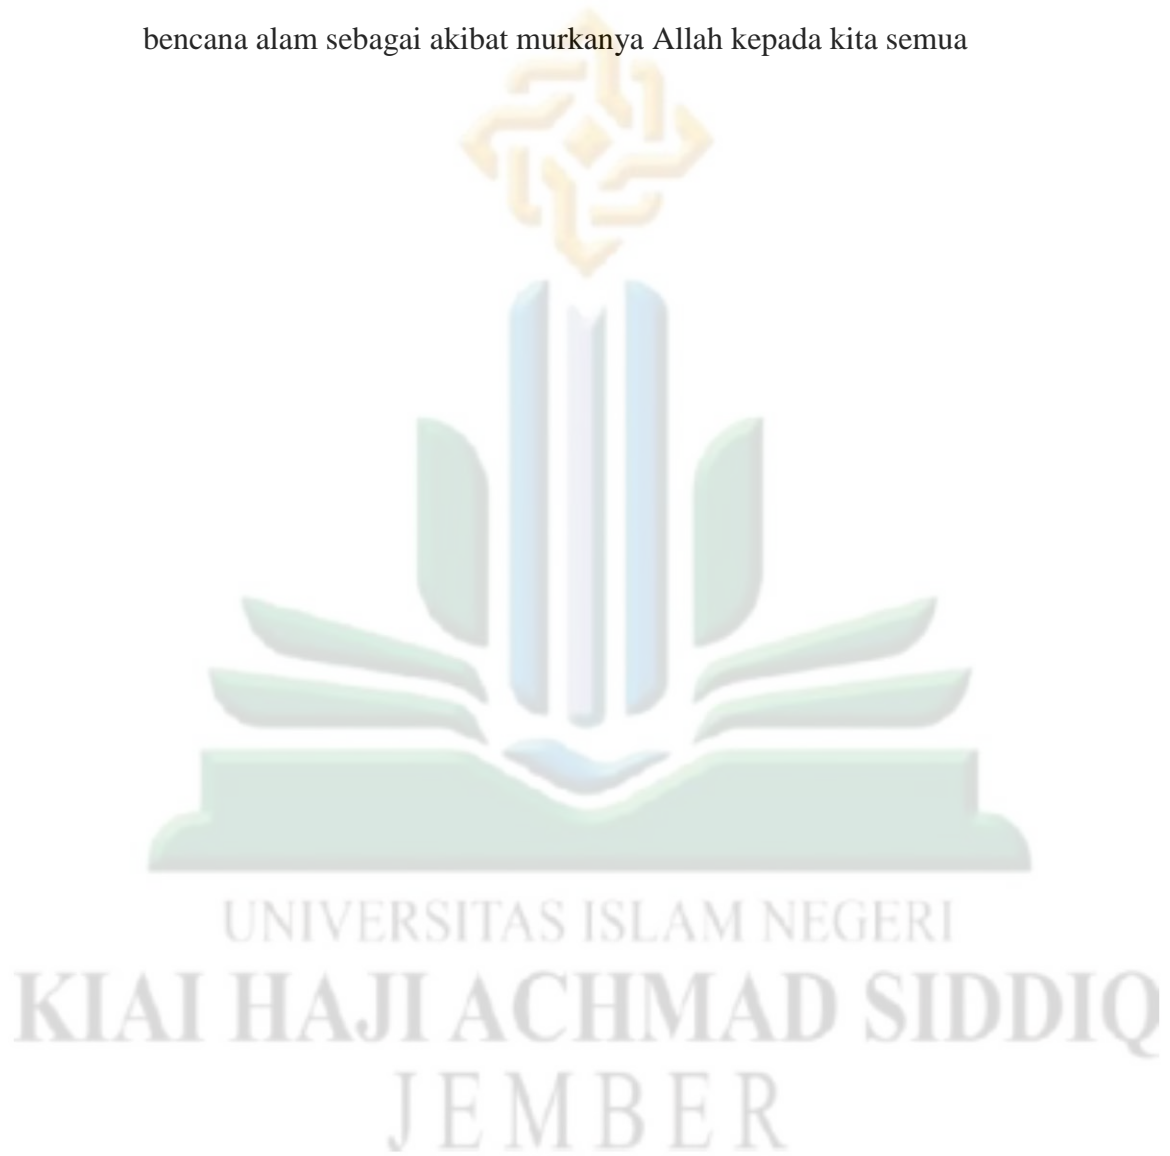 bencana alam sebagai akibat murkanya Allah kepada kita semua
UNIVERSITAS ISLAM NEGERI
KIAI HAJI ACHMAD SIDDIQ
JEMBER